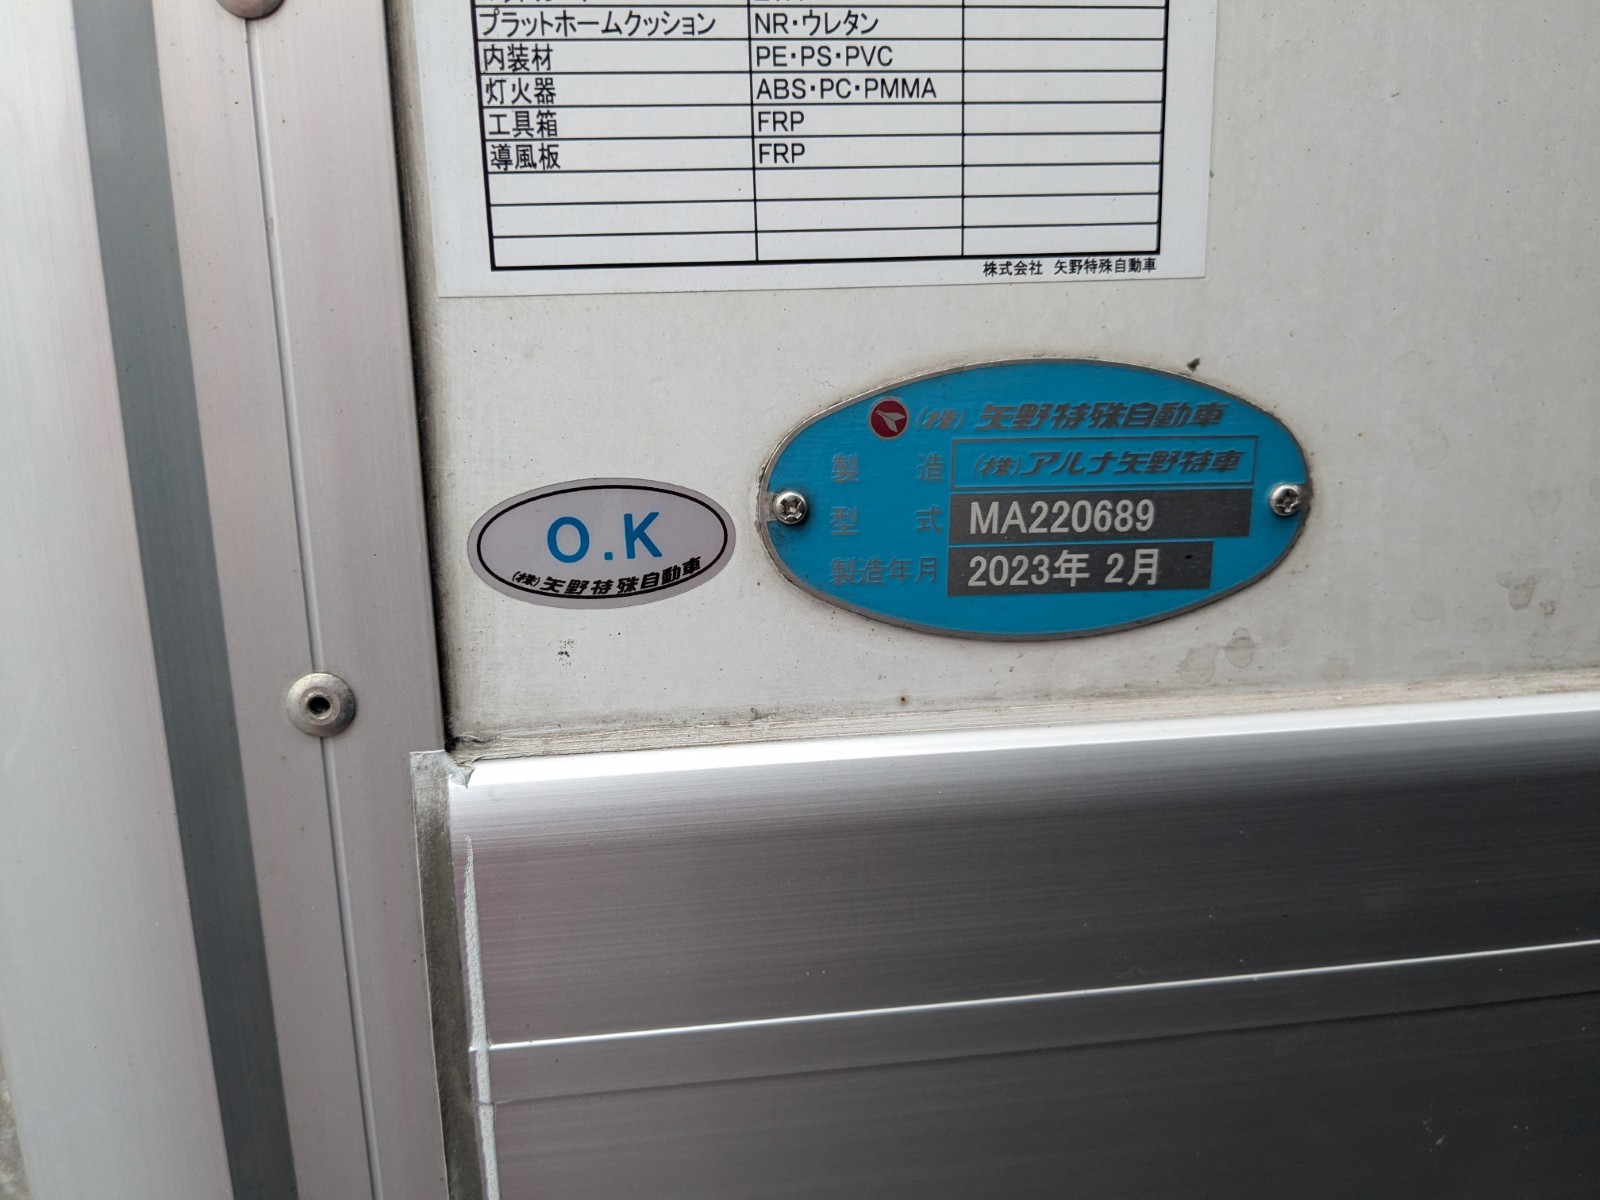 プラットホームクッション NR・ウレタン
内装材 PE・PS・PVC
灯火器 ABS・PC・PMMA
工具箱 FRP
導風板 FRP
株式会社 矢野特殊自動車
(株) 矢野特殊自動車
製造 (株)アルナ矢野特車
型式 MA220689
製造年月 2023年 2月
O.K
(株) 矢野特殊自動車